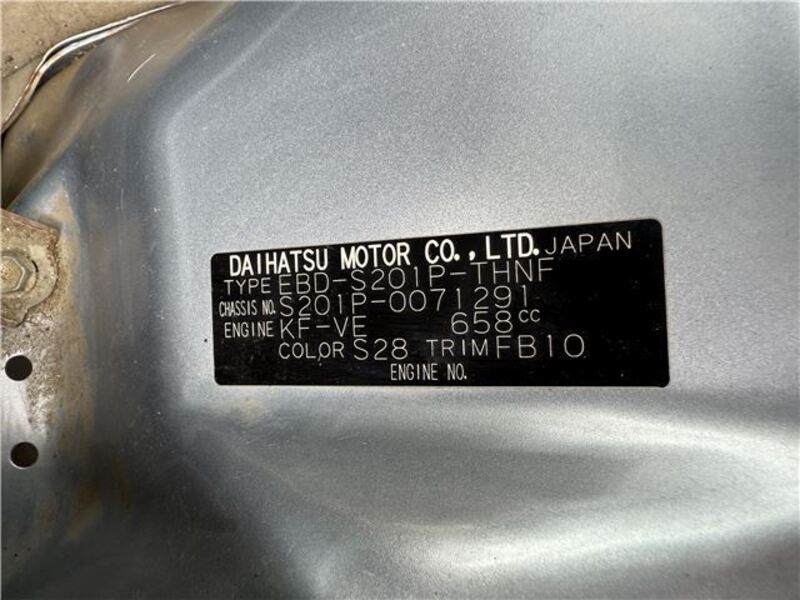 DAIHATSU MOTOR CO., LTD. JAPAN
TYPE EBD-S201P-THNF
CHASSIS NO. S201P-0071291
ENGINE KF-VE 658cc
COLOR S28 TRIM FB10
ENGINE NO.